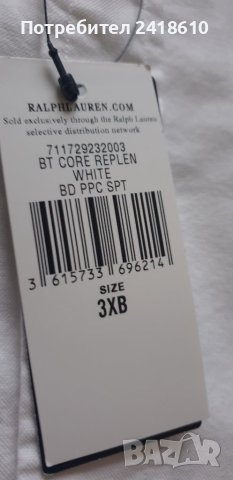 Потребител 2418610
RALPHLAUREN.COM
Sold exclusively through the Ralph Lauren
selective distribution network
711729232003
BT CORE REPLEN
WHITE
BD PPC SPT
3 615733 696214
SIZE
3XB
BAZAR